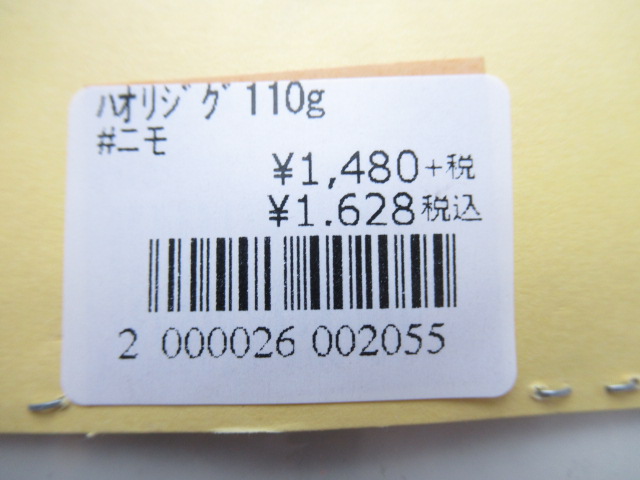 ﾊｵﾘｼﾞｸﾞ 110g
#ニモ
¥1,480+税
¥1.628税込
2 000026 002055